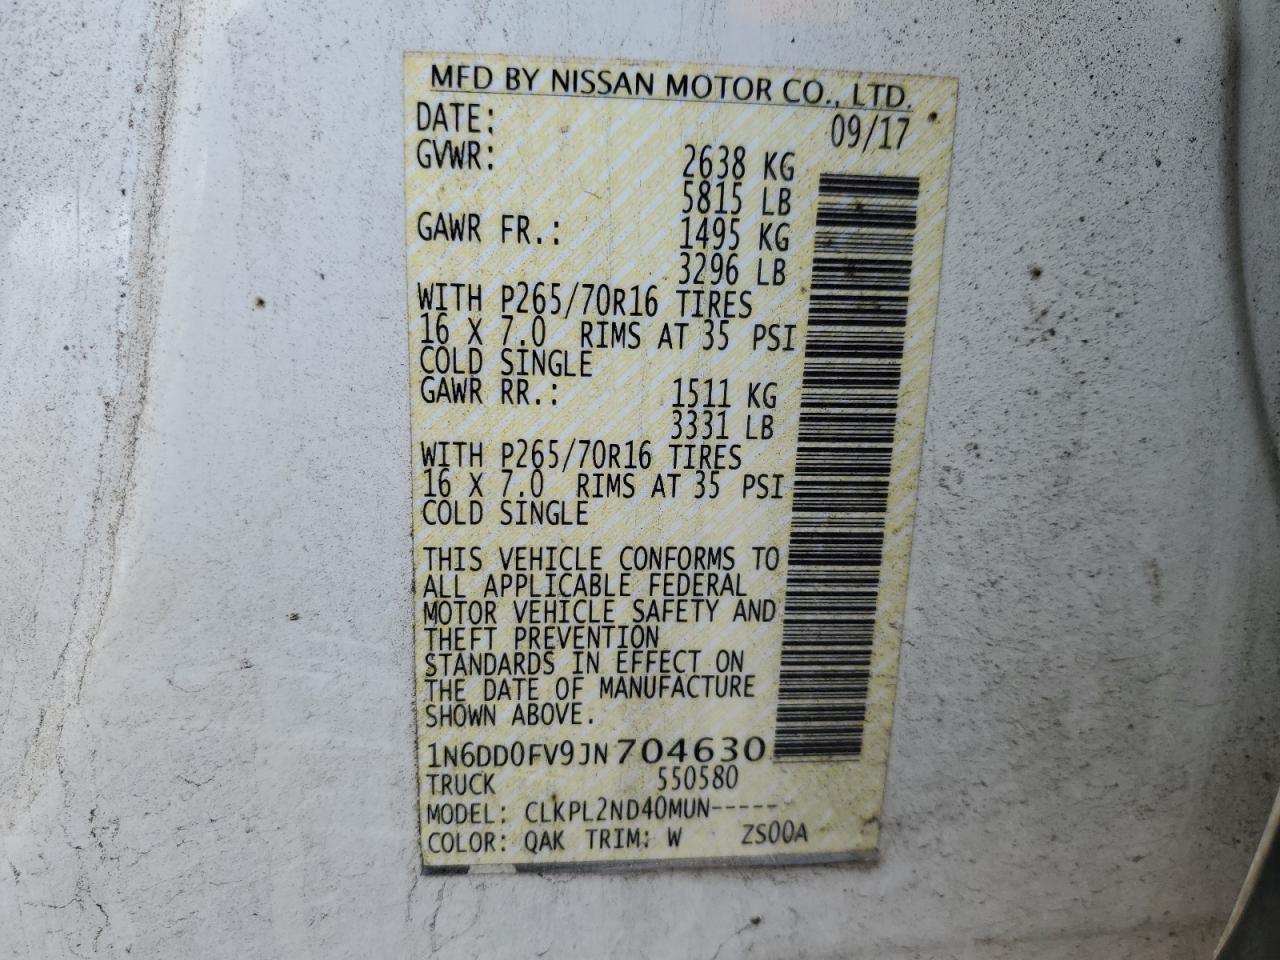 MFD BY NISSAN MOTOR CO., LTD.
DATE: 09/17
GVWR: 2638 KG
5815 LB
GAWR FR.: 1495 KG
3296 LB
WITH P265/70R16 TIRES
16 X 7.0 RIMS AT 35 PSI
COLD SINGLE
GAWR RR.: 1511 KG
3331 LB
WITH P265/70R16 TIRES
16 X 7.0 RIMS AT 35 PSI
COLD SINGLE
THIS VEHICLE CONFORMS TO
ALL APPLICABLE FEDERAL
MOTOR VEHICLE SAFETY AND
THEFT PREVENTION
STANDARDS IN EFFECT ON
THE DATE OF MANUFACTURE
SHOWN ABOVE.
1N6DD0FV9JN704630
TRUCK 550580
MODEL: CLKPL2ND40MUN-----
COLOR: QAK TRIM: W ZS00A